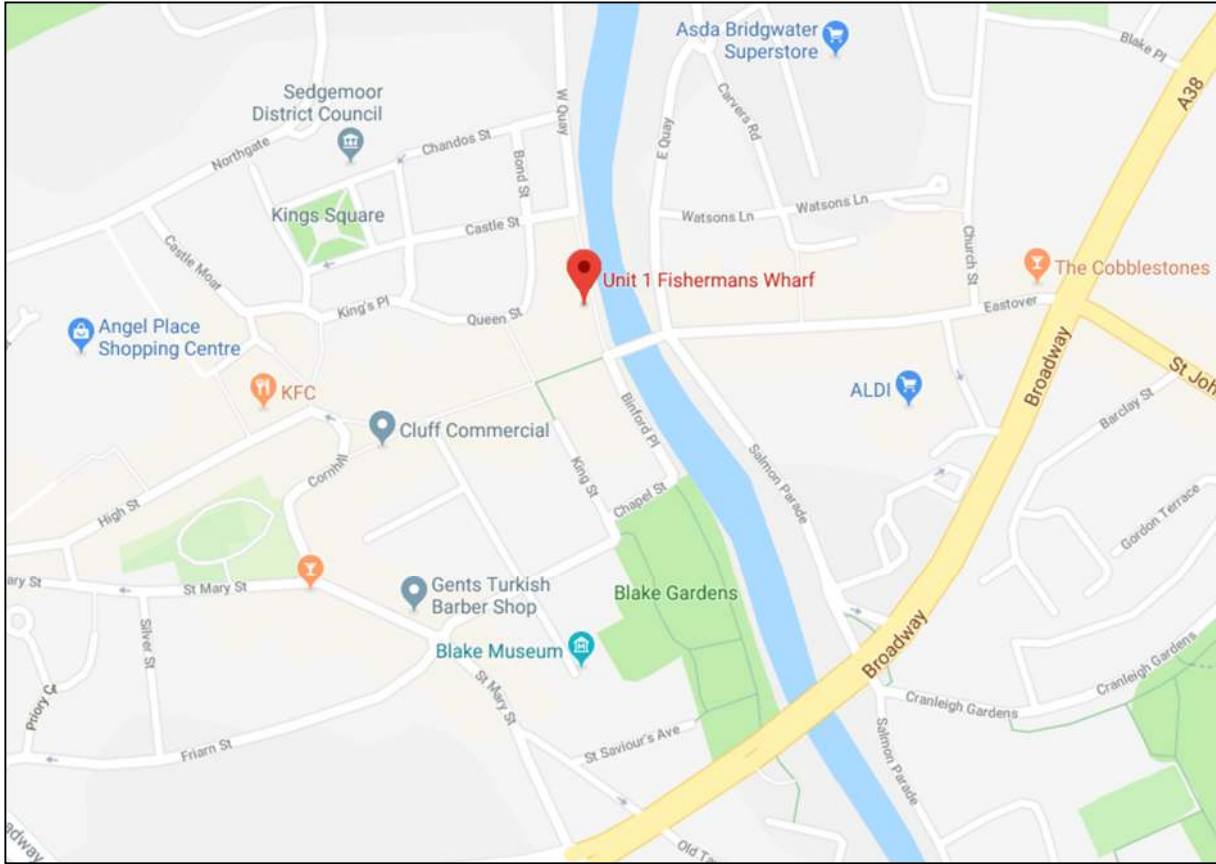 Asda Bridgwater
Superstore
Blake Pl
A38
Sedgemoor
District Council
W Quay
Carvers Rd
E Quay
Chandos St
Bond St
Northgate
Kings Square
Castle St
Watsons Ln
Watsons Ln
Church St
Castle Moat
The Cobblestones
Unit 1 Fishermans Wharf
King's Pl
Queen St
Eastover
Angel Place
Shopping Centre
Broadway
St Joh
KFC
ALDI
Binford Pl
Barclay St
Cluff Commercial
Cornhill
King St
Salmon Parade
High St
Chapel St
Gordon Terrace
ary St
St Mary St
Gents Turkish
Barber Shop
Blake Gardens
Silver St
Blake Museum
Broadway
Priory Ct
St Mary St
Cranleigh Gardens
Cranleigh Gardens
Friarn St
St Saviour's Ave
Salmon Parade
adway
Old Ta